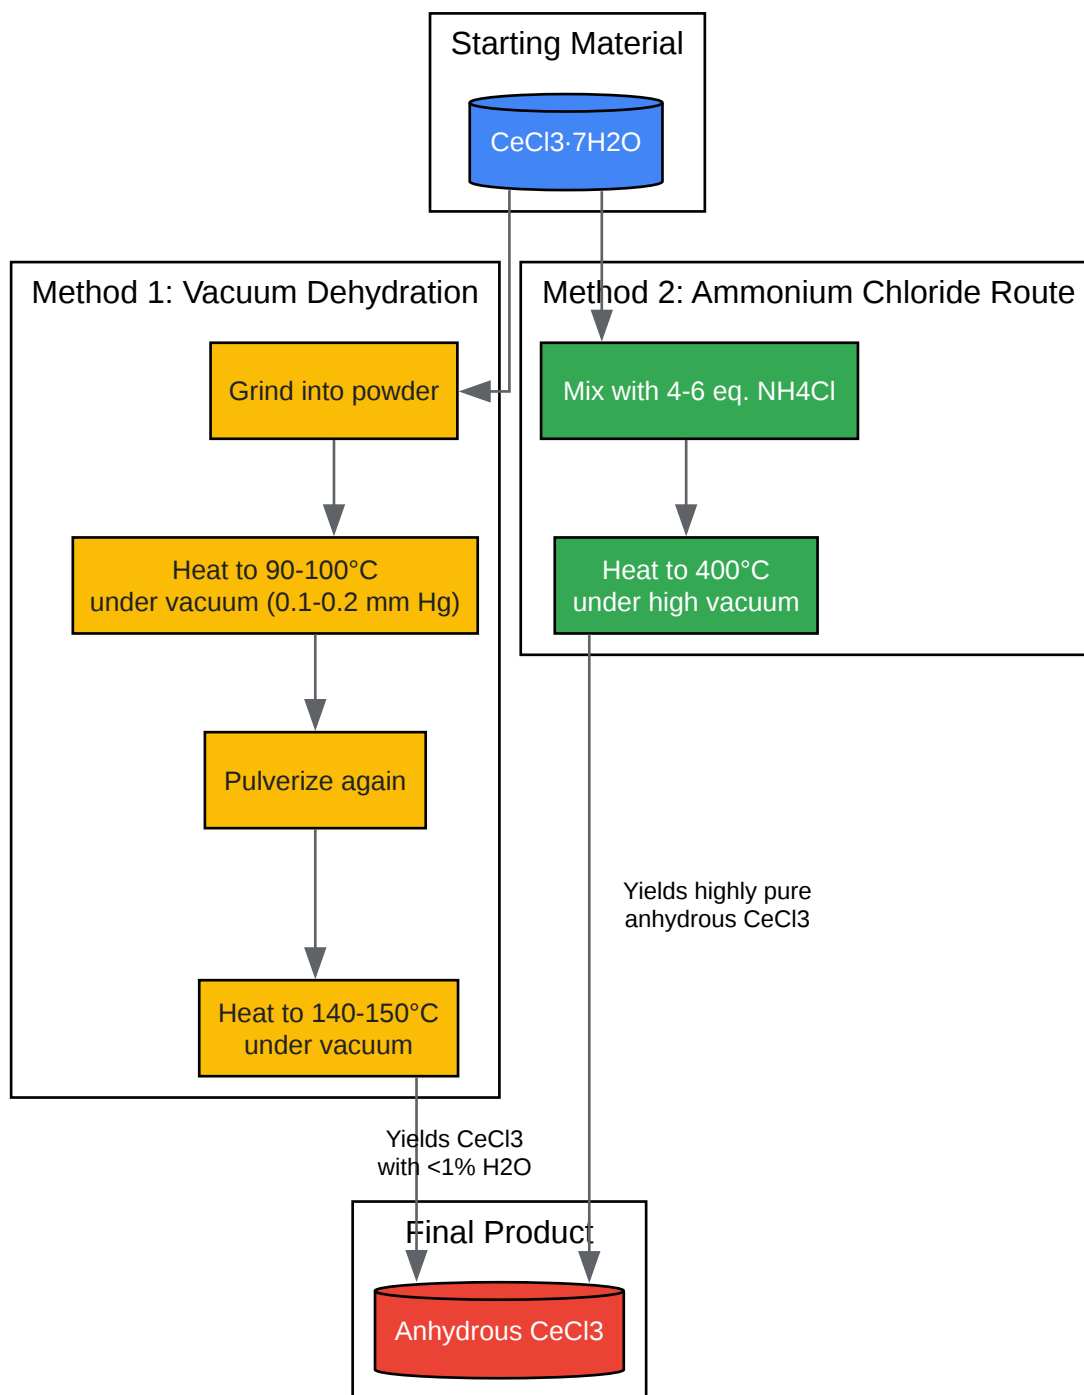 Starting Material
CeCl3·7H2O
Method 1: Vacuum Dehydration
Grind into powder
Heat to 90-100°C
under vacuum (0.1-0.2 mm Hg)
Pulverize again
Heat to 140-150°C
under vacuum
Method 2: Ammonium Chloride Route
Mix with 4-6 eq. NH4Cl
Heat to 400°C
under high vacuum
Yields highly pure
anhydrous CeCl3
Yields CeCl3
with <1% H2O
Final Product
Anhydrous CeCl3